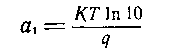 a₁ = KT ln 10 / q